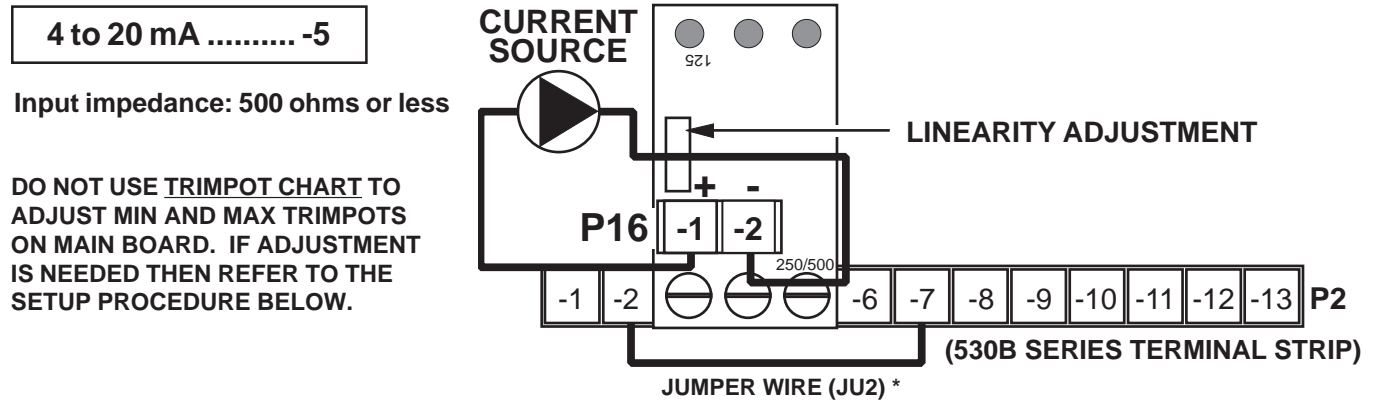 4 to 20 mA .......... -5
Input impedance: 500 ohms or less
DO NOT USE TRIMPOT CHART TO
ADJUST MIN AND MAX TRIMPOTS
ON MAIN BOARD.  IF ADJUSTMENT
IS NEEDED THEN REFER TO THE
SETUP PROCEDURE BELOW.
CURRENT
SOURCE
125
LINEARITY ADJUSTMENT
+ -
P16 -1 -2
250/500
-1 -2 -6 -7 -8 -9 -10 -11 -12 -13 P2
(530B SERIES TERMINAL STRIP)
JUMPER WIRE (JU2) *